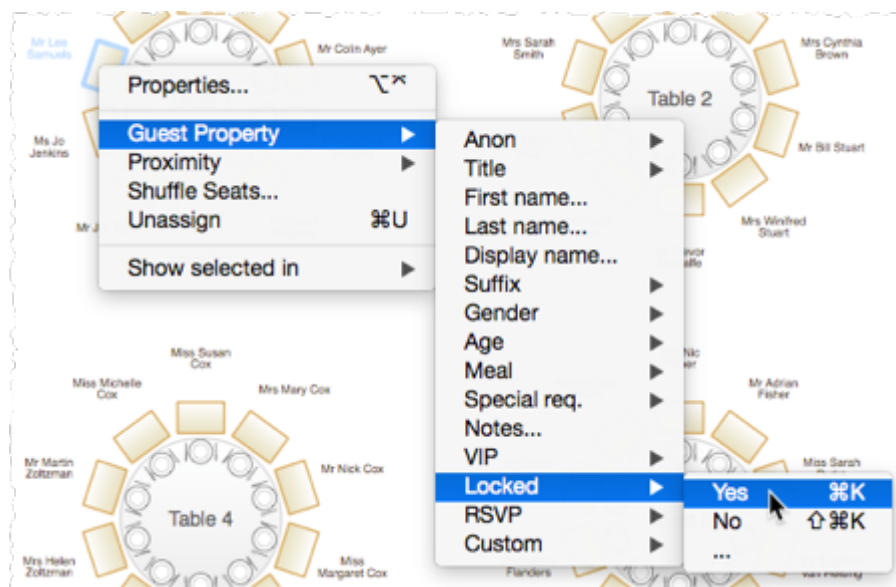 Mr Lee
Samuels
Mr Colin Ayer
Mrs Sarah
Smith
Mrs Cynthia
Brown
Table 2
Ms Jo
Jenkins
Mr Bill Stuart
Mr J
Mrs Winifred
Stuart
Properties... ⌥⌤
Guest Property
Proximity
Shuffle Seats...
Unassign ⌘U
Show selected in
Anon
Title
First name...
Last name...
Display name...
Suffix
Gender
Age
Meal
Special req.
Notes...
VIP
Locked
RSVP
Custom
Yes ⌘K
No ⇧⌘K
...
Miss Susan
Cox
Miss Michelle
Cox
Mrs Mary Cox
Mr Adrian
Fisher
Mr Martin
Zoltzman
Mr Nick Cox
Miss Sarah
Table 4
Mrs Helen
Zoltzman
Miss
Margaret Cox
Flanders